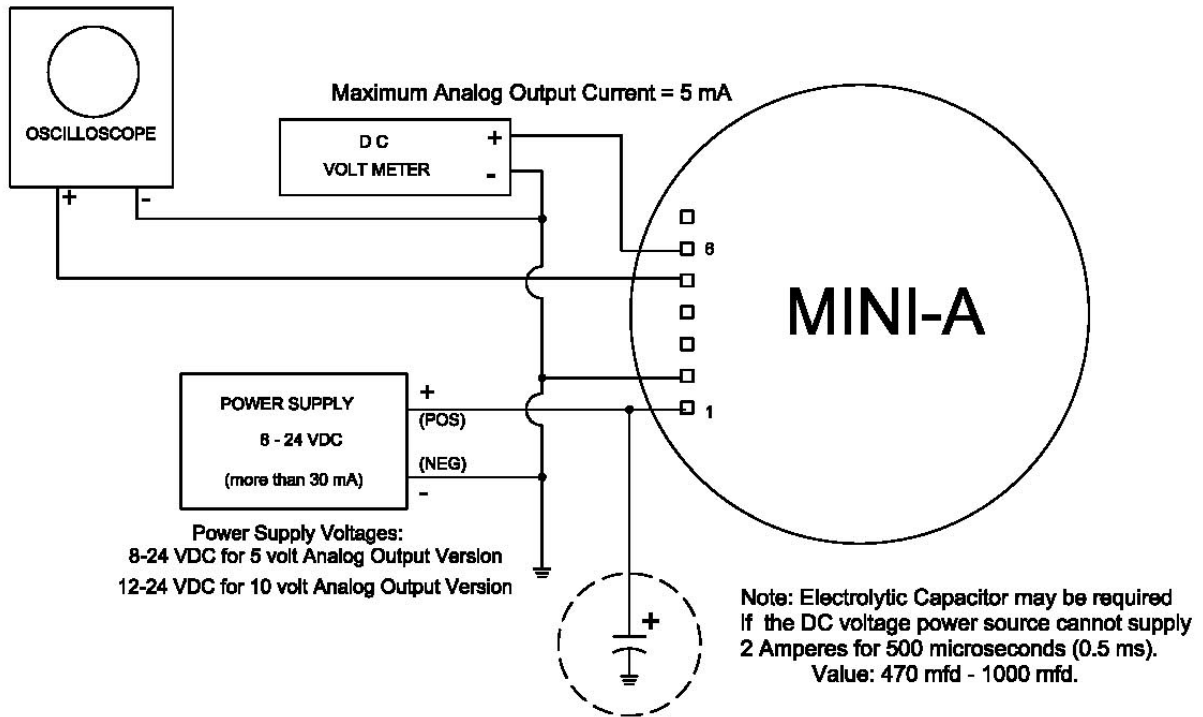 OSCILLOSCOPE
+ -
Maximum Analog Output Current = 5 mA
D C
VOLT METER
+
-
6
MINI-A
1
POWER SUPPLY
8 - 24 VDC
(more than 30 mA)
+
(POS)
(NEG)
-
Power Supply Voltages:
8-24 VDC for 5 volt Analog Output Version
12-24 VDC for 10 volt Analog Output Version
+
Note: Electrolytic Capacitor may be required
If the DC voltage power source cannot supply
2 Amperes for 500 microseconds (0.5 ms).
Value: 470 mfd - 1000 mfd.